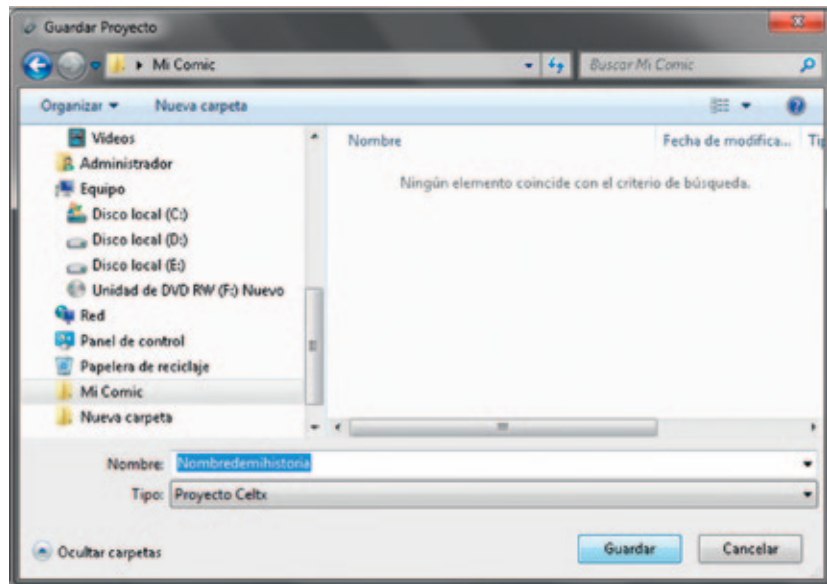 Guardar Proyecto
Mi Comic
Buscar Mi Comic
Organizar
Nueva carpeta
Vídeos
Administrador
Equipo
Disco local (C:)
Disco local (D:)
Disco local (E:)
Unidad de DVD RW (F:) Nuevo
Red
Panel de control
Papelera de reciclaje
Mi Comic
Nueva carpeta
Nombre
Fecha de modifica...
Tip
Ningún elemento coincide con el criterio de búsqueda.
Nombre: Nombredemihistoria
Tipo: Proyecto Celtx
Ocultar carpetas
Guardar
Cancelar